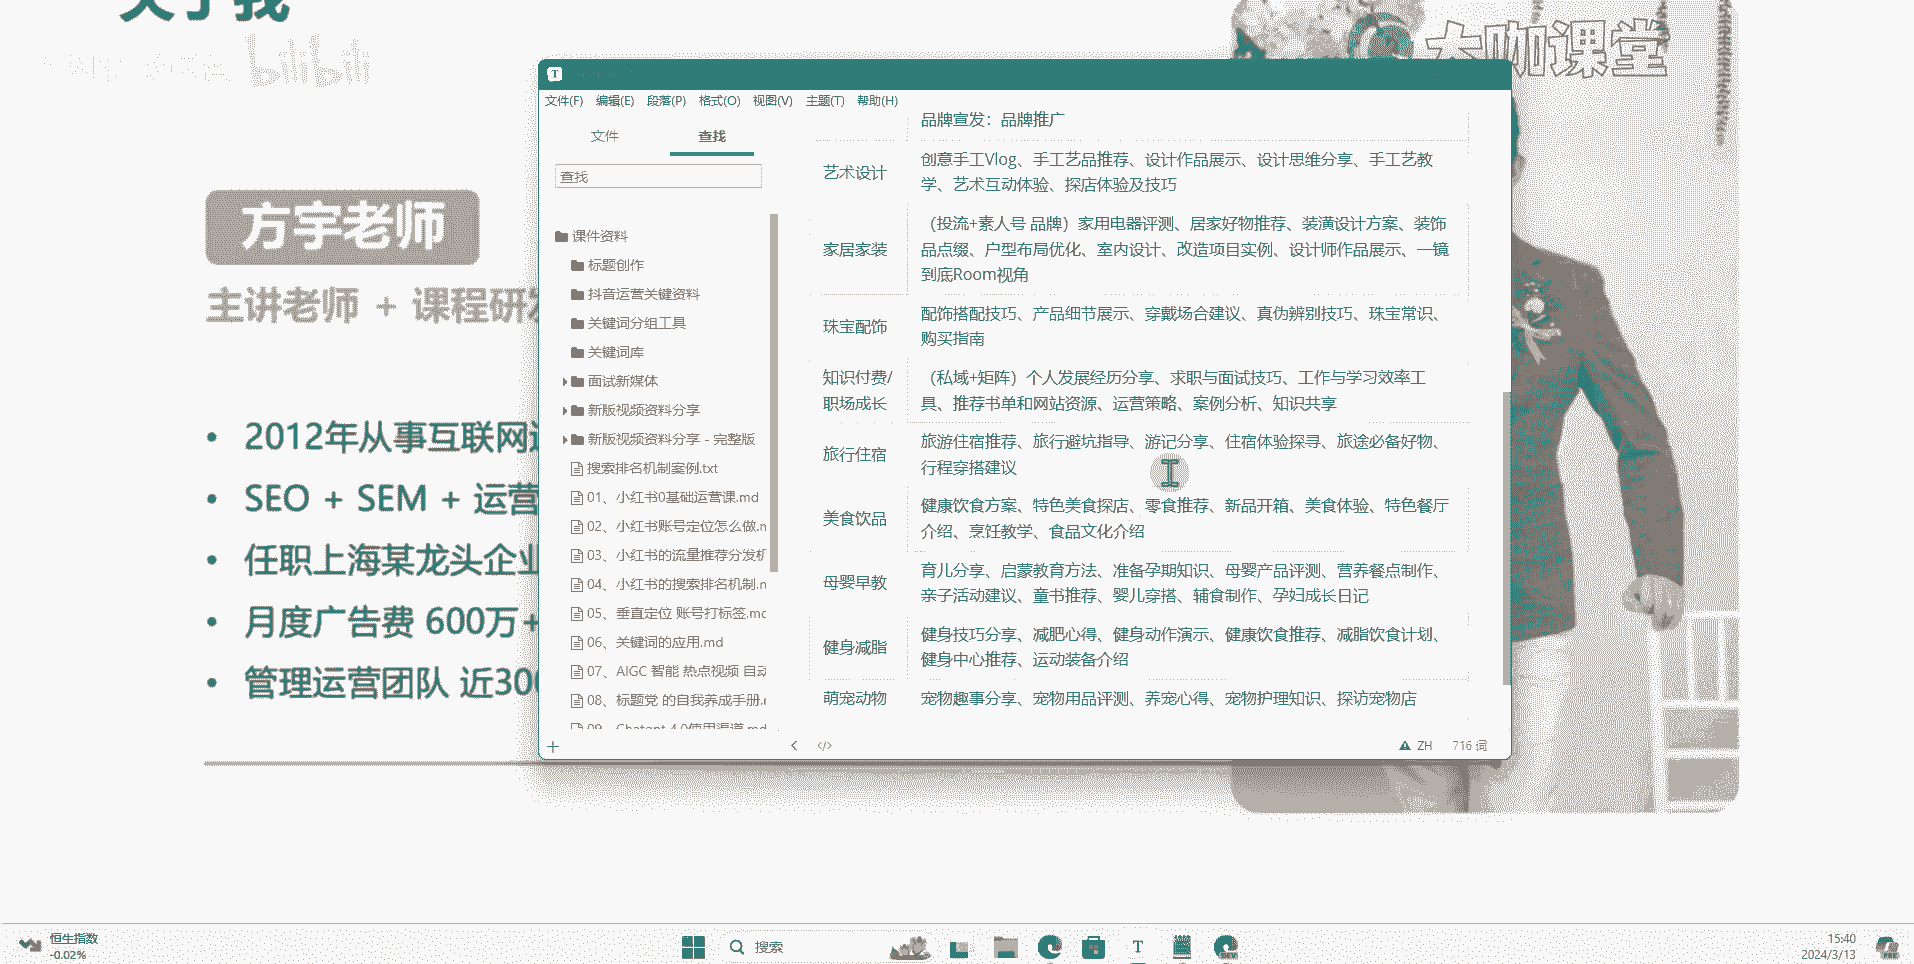 关于我
bilibili
大咖课堂
方宇老师
主讲老师 + 课程研发
2012年从事互联网
SEO + SEM + 运营
任职上海某龙头企业
月度广告费 600万+
管理运营团队 近300
T
文件(F) 编辑(E) 段落(P) 格式(O) 视图(V) 主题(T) 帮助(H)
文件 查找
查找
课件资料
标题创作
抖音运营关键资料
关键词分组工具
关键词库
面试新媒体
新版视频资料分享
新版视频资料分享 - 完整版
搜索排名机制案例.txt
01、小红书0基础运营课.md
02、小红书账号定位怎么做.n
03、小红书的流量推荐分发机
04、小红书的搜索排名机制.n
05、垂直定位 账号打标签.mc
06、关键词的应用.md
07、AIGC 智能 热点视频 自动
08、标题党 的自我养成手册.r
09、Chatgpt 4.0使用渠道.md
品牌宣发：品牌推广
艺术设计
创意手工Vlog、手工艺品推荐、设计作品展示、设计思维分享、手工艺教
学、艺术互动体验、探店体验及技巧
家居家装
（投流+素人号 品牌）家用电器评测、居家好物推荐、装潢设计方案、装饰
品点缀、户型布局优化、室内设计、改造项目实例、设计师作品展示、一镜
到底Room视角
珠宝配饰
配饰搭配技巧、产品细节展示、穿戴场合建议、真伪辨别技巧、珠宝常识、
购买指南
知识付费/
职场成长
（私域+矩阵）个人发展经历分享、求职与面试技巧、工作与学习效率工
具、推荐书单和网站资源、运营策略、案例分析、知识共享
旅行住宿
旅游住宿推荐、旅行避坑指导、游记分享、住宿体验探寻、旅途必备好物、
行程穿搭建议
美食饮品
健康饮食方案、特色美食探店、零食推荐、新品开箱、美食体验、特色餐厅
介绍、烹饪教学、食品文化介绍
母婴早教
育儿分享、启蒙教育方法、准备孕期知识、母婴产品评测、营养餐点制作、
亲子活动建议、童书推荐、婴儿穿搭、辅食制作、孕妇成长日记
健身减脂
健身技巧分享、减肥心得、健身动作演示、健康饮食推荐、减脂饮食计划、
健身中心推荐、运动装备介绍
萌宠动物
宠物趣事分享、宠物用品评测、养宠心得、宠物护理知识、探访宠物店
ZH 716 词
恒生指数
-0.02%
搜索
T
DEV
15:40
2024/3/13
PRE